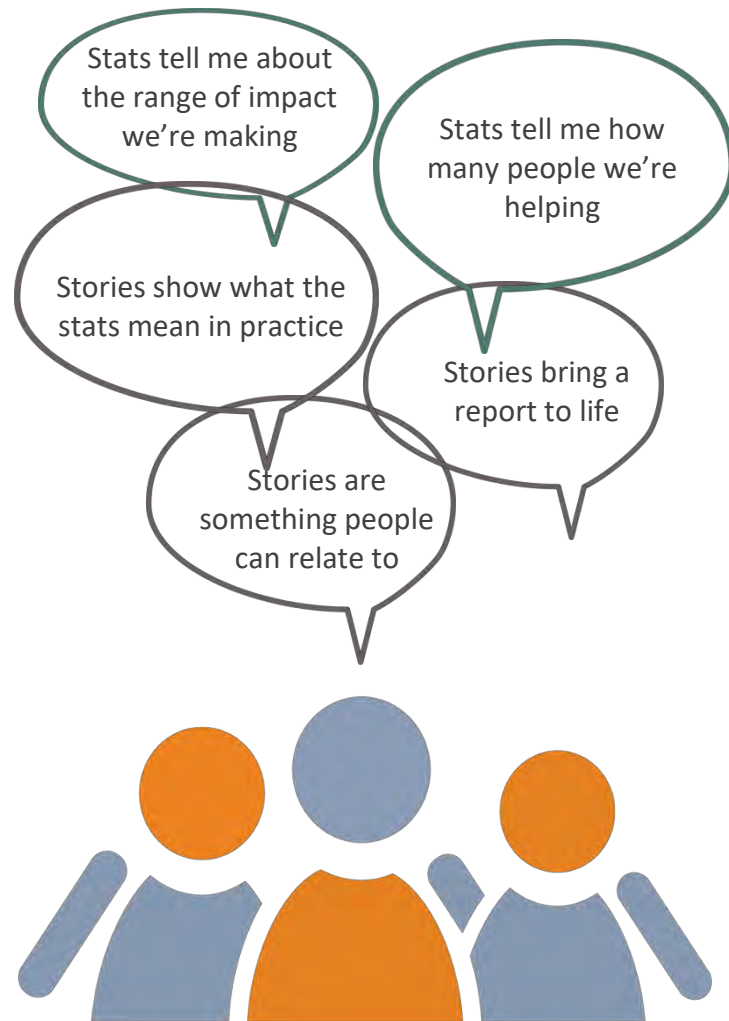 Stats tell me about
the range of impact
we’re making
Stats tell me how
many people we’re
helping
Stories show what the
stats mean in practice
Stories bring a
report to life
Stories are
something people
can relate to